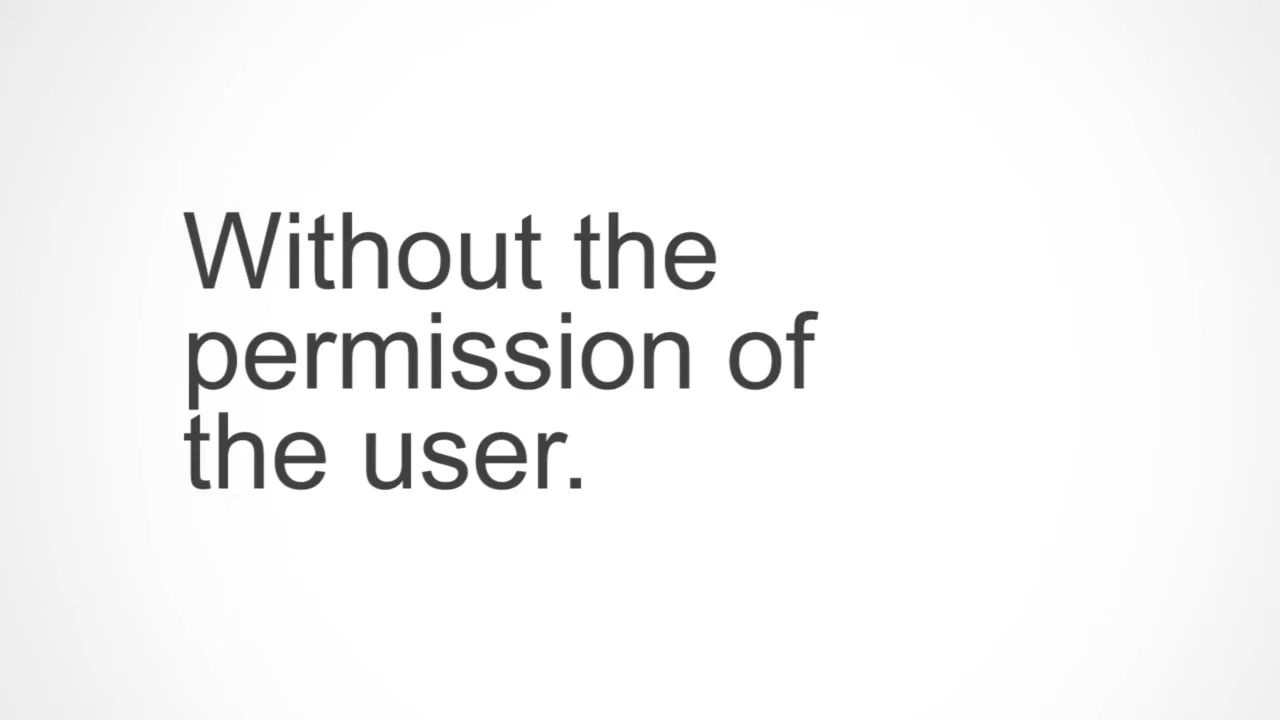 Without the
permission of
the user.